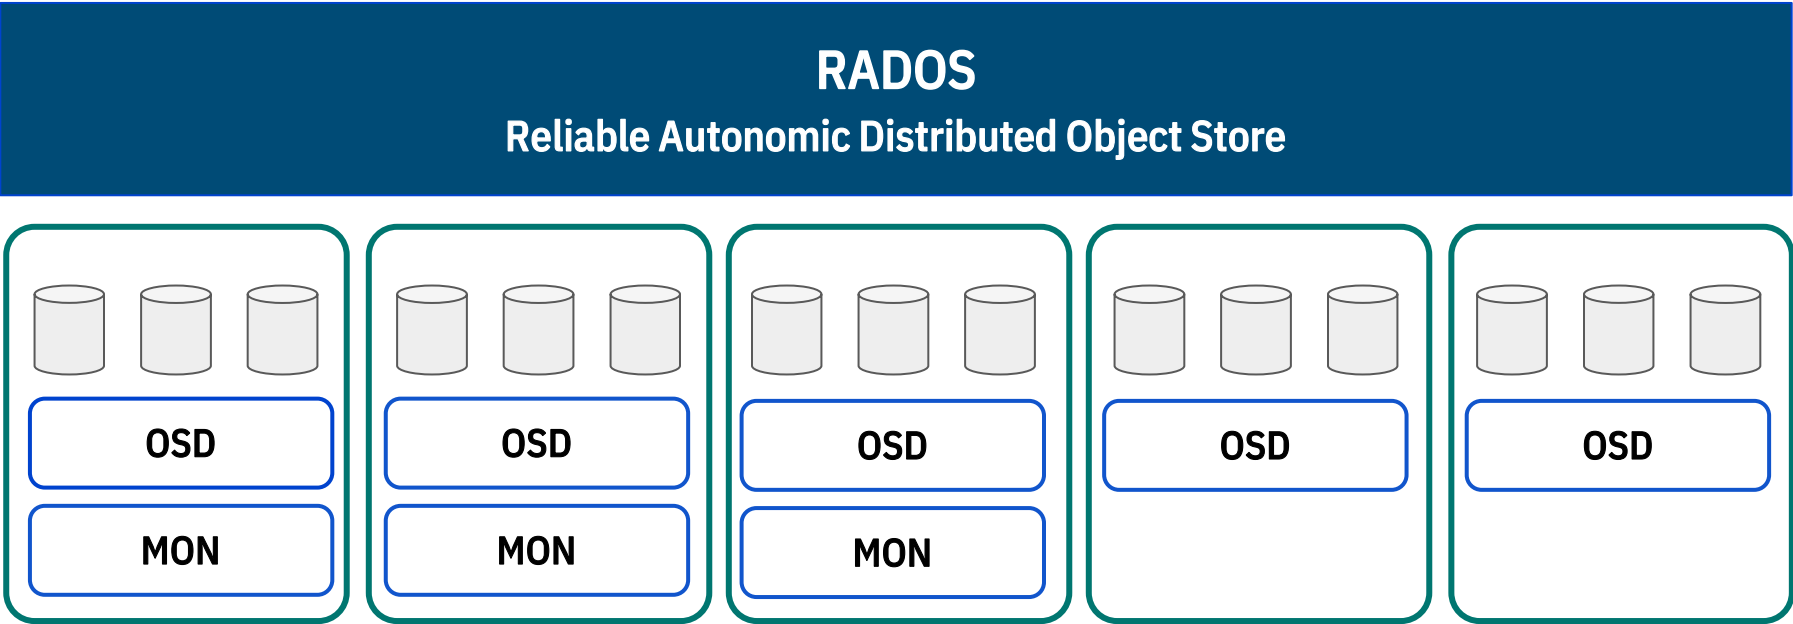 RADOS
Reliable Autonomic Distributed Object Store
OSD
MON
OSD
MON
OSD
MON
OSD
OSD